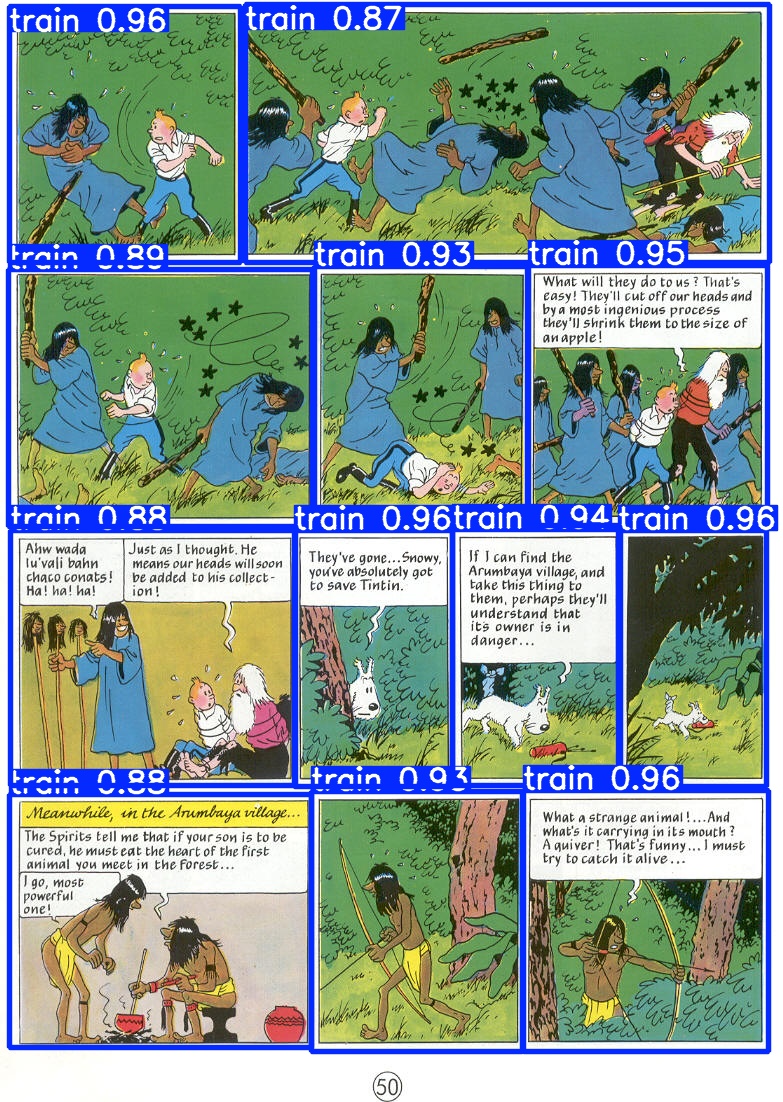 train 0.96
train 0.87
train 0.89
train 0.93
train 0.95
What will they do to us? That's
easy! They'll cut off our heads and
by a most ingenious process
they'll shrink them to the size of
an apple!
train 0.88
train 0.96
train 0.94
train 0.96
Ahw wada
lu'vali bahn
chaco conats!
Ha! ha! ha!
Just as I thought. He
means our heads will soon
be added to his collect-
ion!
They've gone...Snowy,
you've absolutely got
to save Tintin.
If I can find the
Arumbaya village, and
take this thing to
them, perhaps they'll
understand that
its owner is in
danger...
train 0.88
train 0.93
train 0.96
Meanwhile, in the Arumbaya village...
The Spirits tell me that if your son is to be
cured, he must eat the heart of the first
animal you meet in the forest...
I go, most
powerful
one!
What a strange animal!...And
what's it carrying in its mouth?
A quiver! That's funny...I must
try to catch it alive...
50